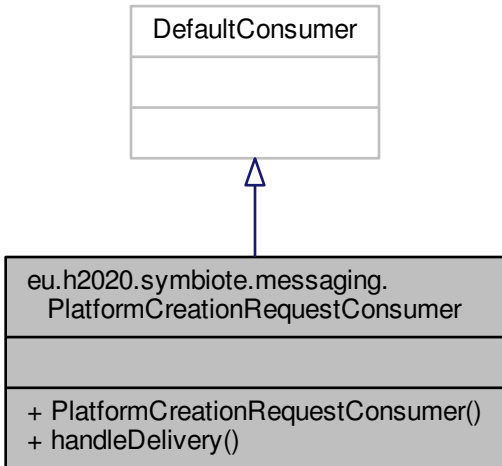 DefaultConsumer
eu.h2020.symbiote.messaging.
PlatformCreationRequestConsumer
+ PlatformCreationRequestConsumer()
+ handleDelivery()